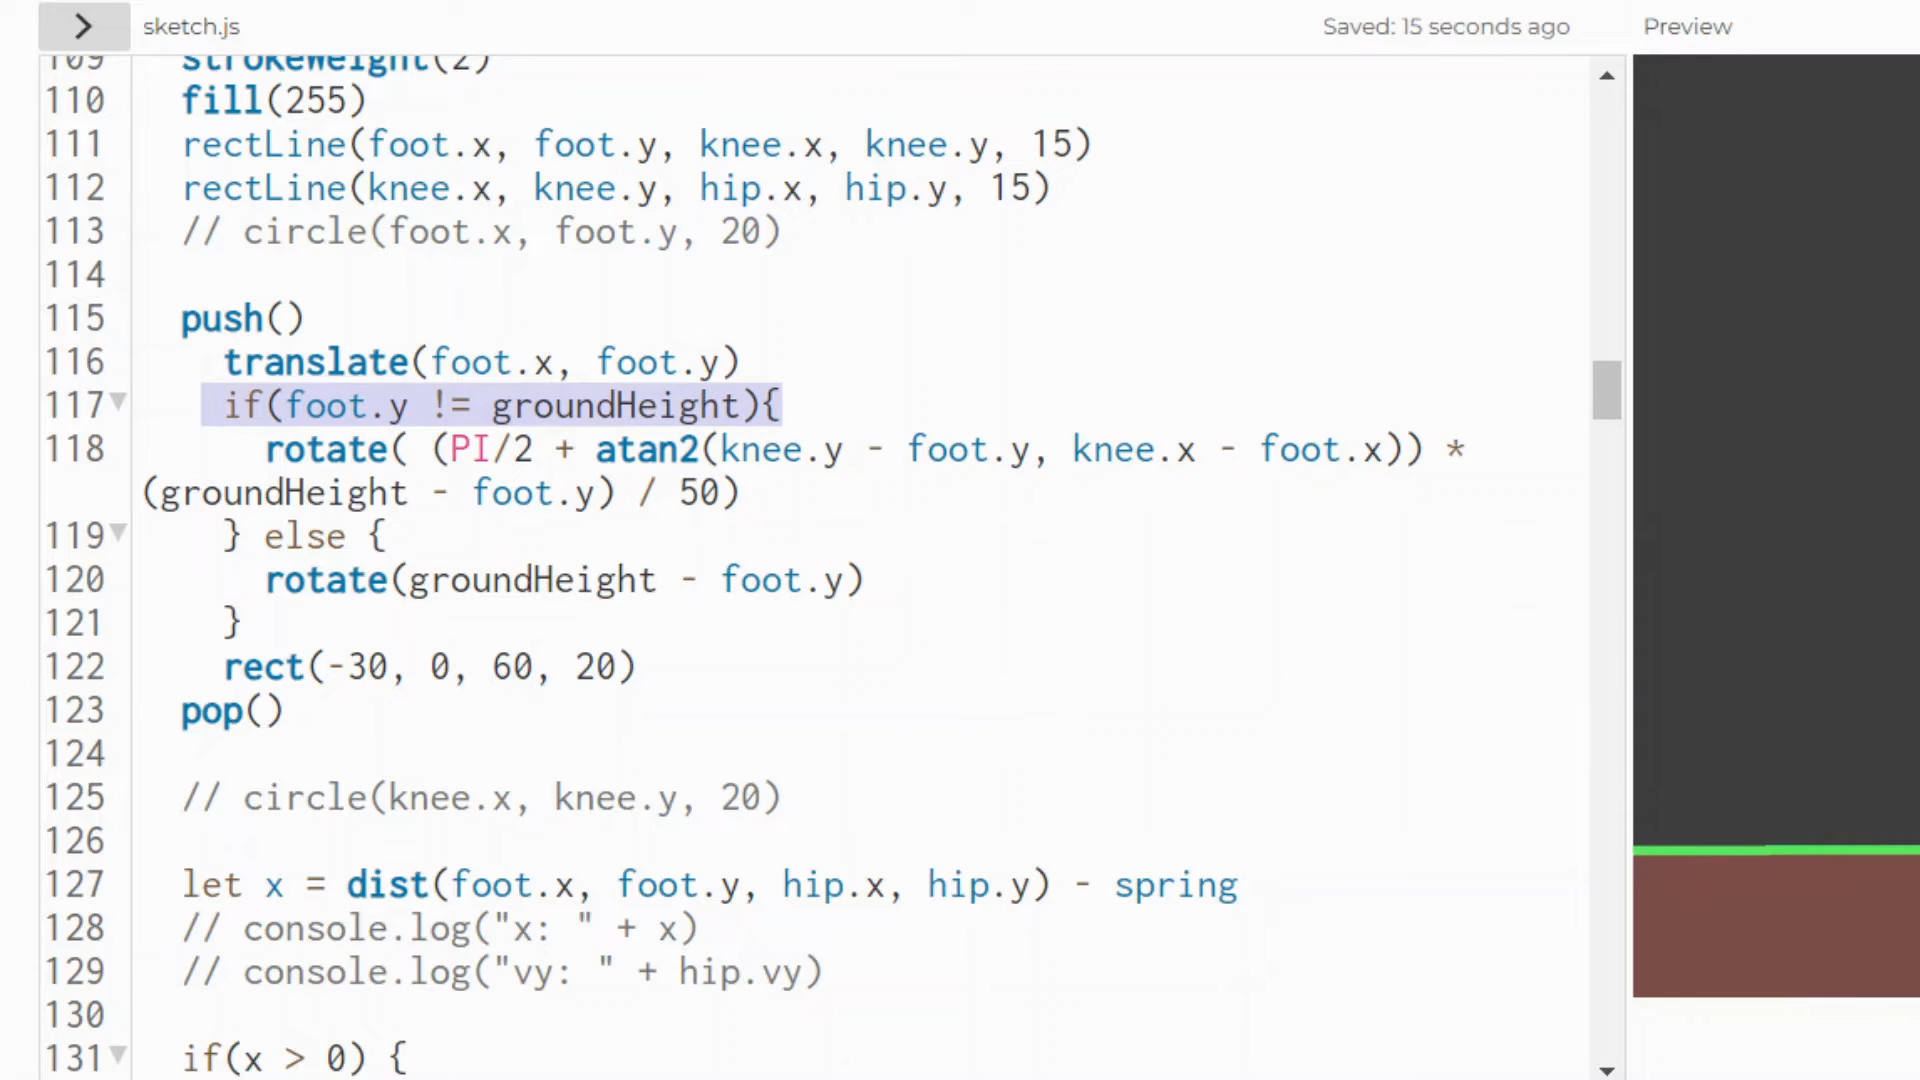 sketch.js
Saved: 15 seconds ago
Preview
109 strokeWeight(2)
110 fill(255)
111 rectLine(foot.x, foot.y, knee.x, knee.y, 15)
112 rectLine(knee.x, knee.y, hip.x, hip.y, 15)
113 // circle(foot.x, foot.y, 20)
114
115 push()
116 translate(foot.x, foot.y)
117 if(foot.y != groundHeight){
118 rotate( (PI/2 + atan2(knee.y - foot.y, knee.x - foot.x)) *
(groundHeight - foot.y) / 50)
119 } else {
120 rotate(groundHeight - foot.y)
121 }
122 rect(-30, 0, 60, 20)
123 pop()
124
125 // circle(knee.x, knee.y, 20)
126
127 let x = dist(foot.x, foot.y, hip.x, hip.y) - spring
128 // console.log("x: " + x)
129 // console.log("vy: " + hip.vy)
130
131 if(x > 0) {